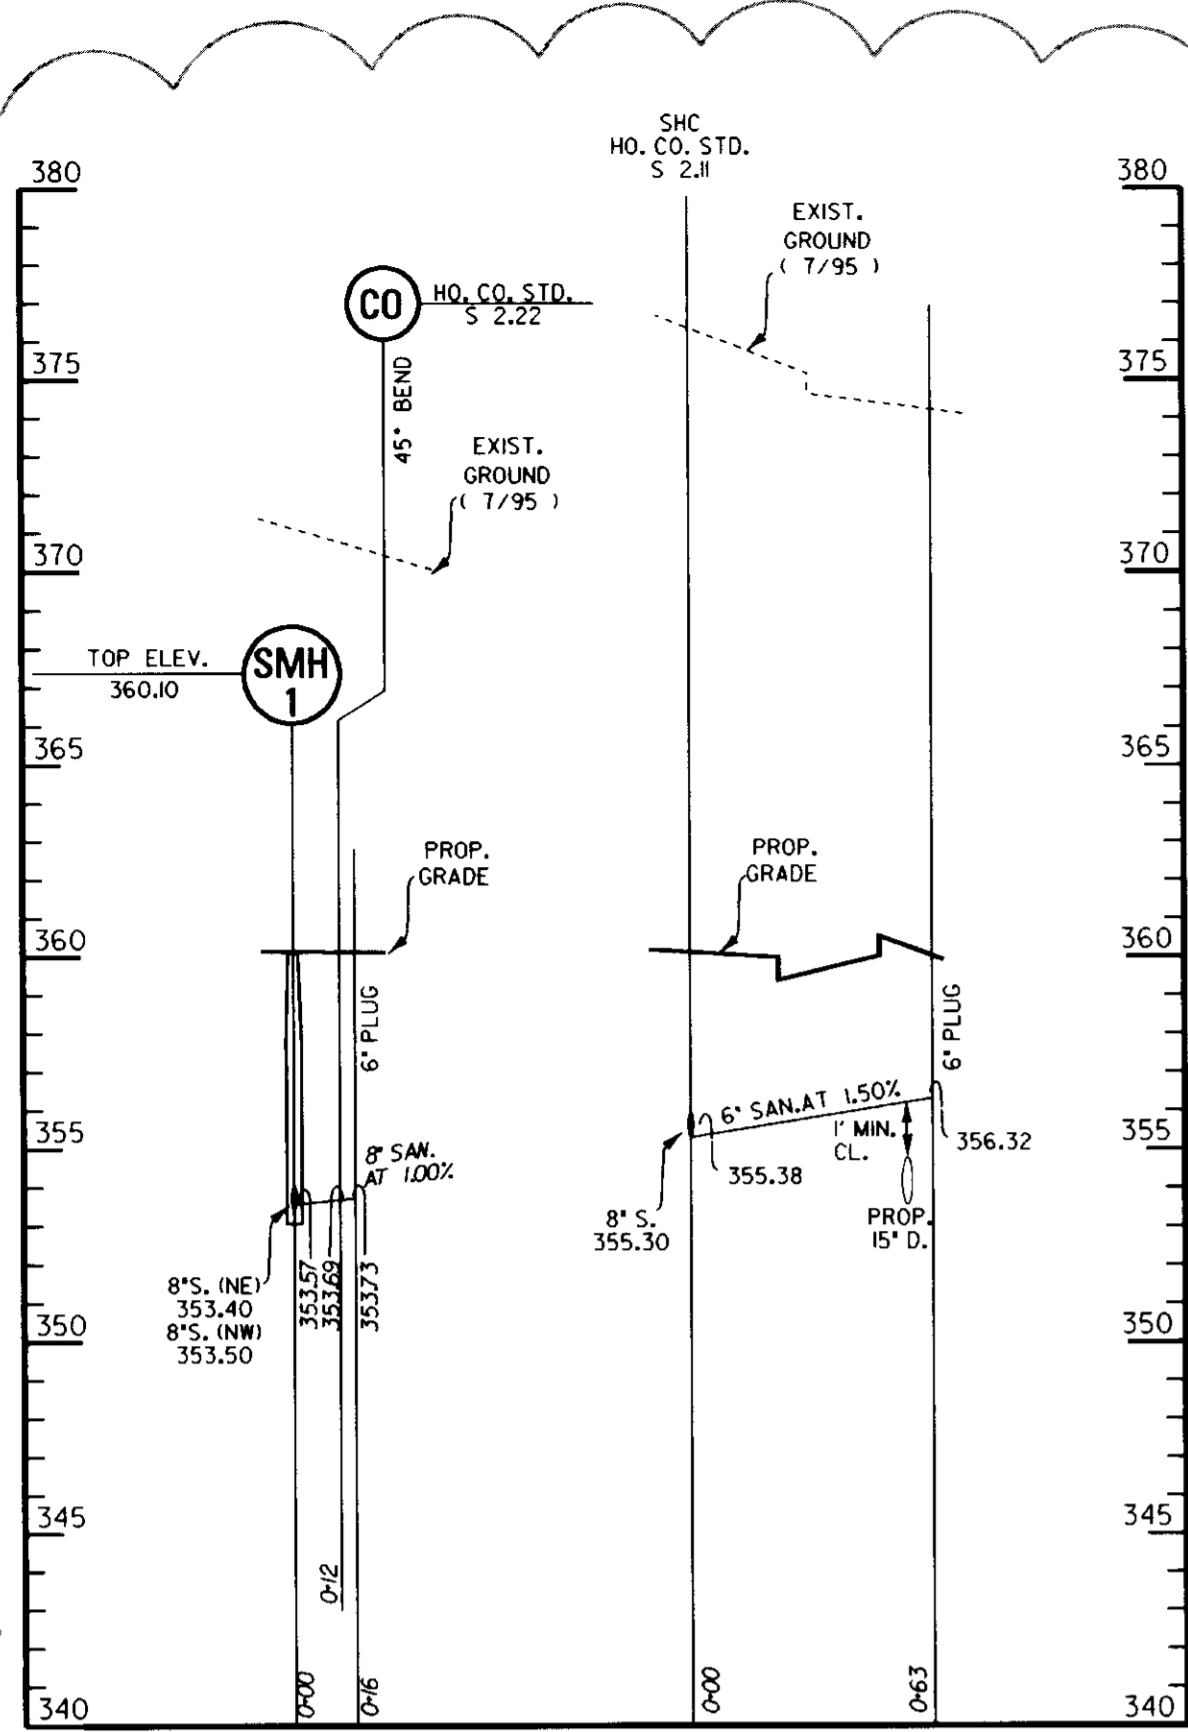 SHC
HO. CO. STD.
S 2.11
380
380
EXIST.
GROUND
( 7/95 )
CO
HO. CO. STD.
S 2.22
375
375
45° BEND
EXIST.
GROUND
( 7/95 )
370
370
TOP ELEV.
360.10
SMH
1
365
365
PROP.
GRADE
PROP.
GRADE
360
360
6" PLUG
6" PLUG
8" SAN.
AT 1.00%
6" SAN. AT 1.50%
1' MIN.
CL.
355
355
356.32
355.38
8" S.
355.30
PROP.
15" D.
8"S. (NE)
353.40
8"S. (NW)
353.50
353.57
353.69
353.73
350
350
345
345
0+12
0+00
0+16
0+00
0+63
340
340